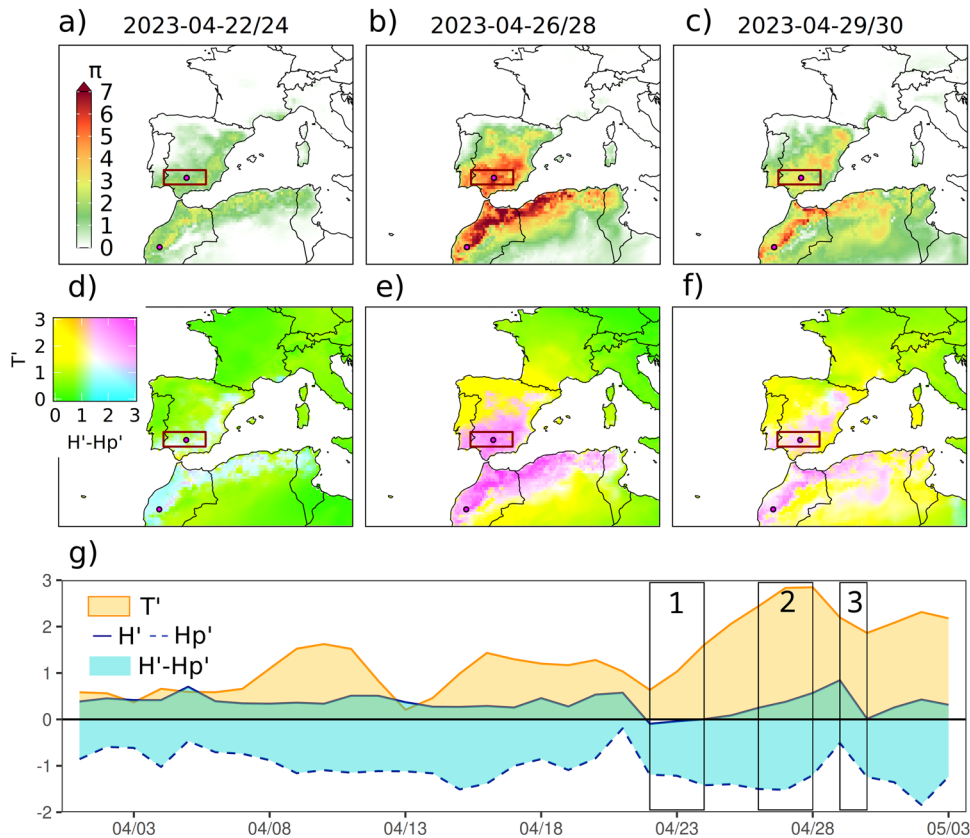 a) 2023-04-22/24
b) 2023-04-26/28
c) 2023-04-29/30
π
7
6
5
4
3
2
1
0
d)
e)
f)
3
2
1
0
T'
0 1 2 3
H'-Hp'
g)
3
2
1
0
-1
-2
T'
H' Hp'
H'-Hp'
1
2
3
04/03 04/08 04/13 04/18 04/23 04/28 05/03